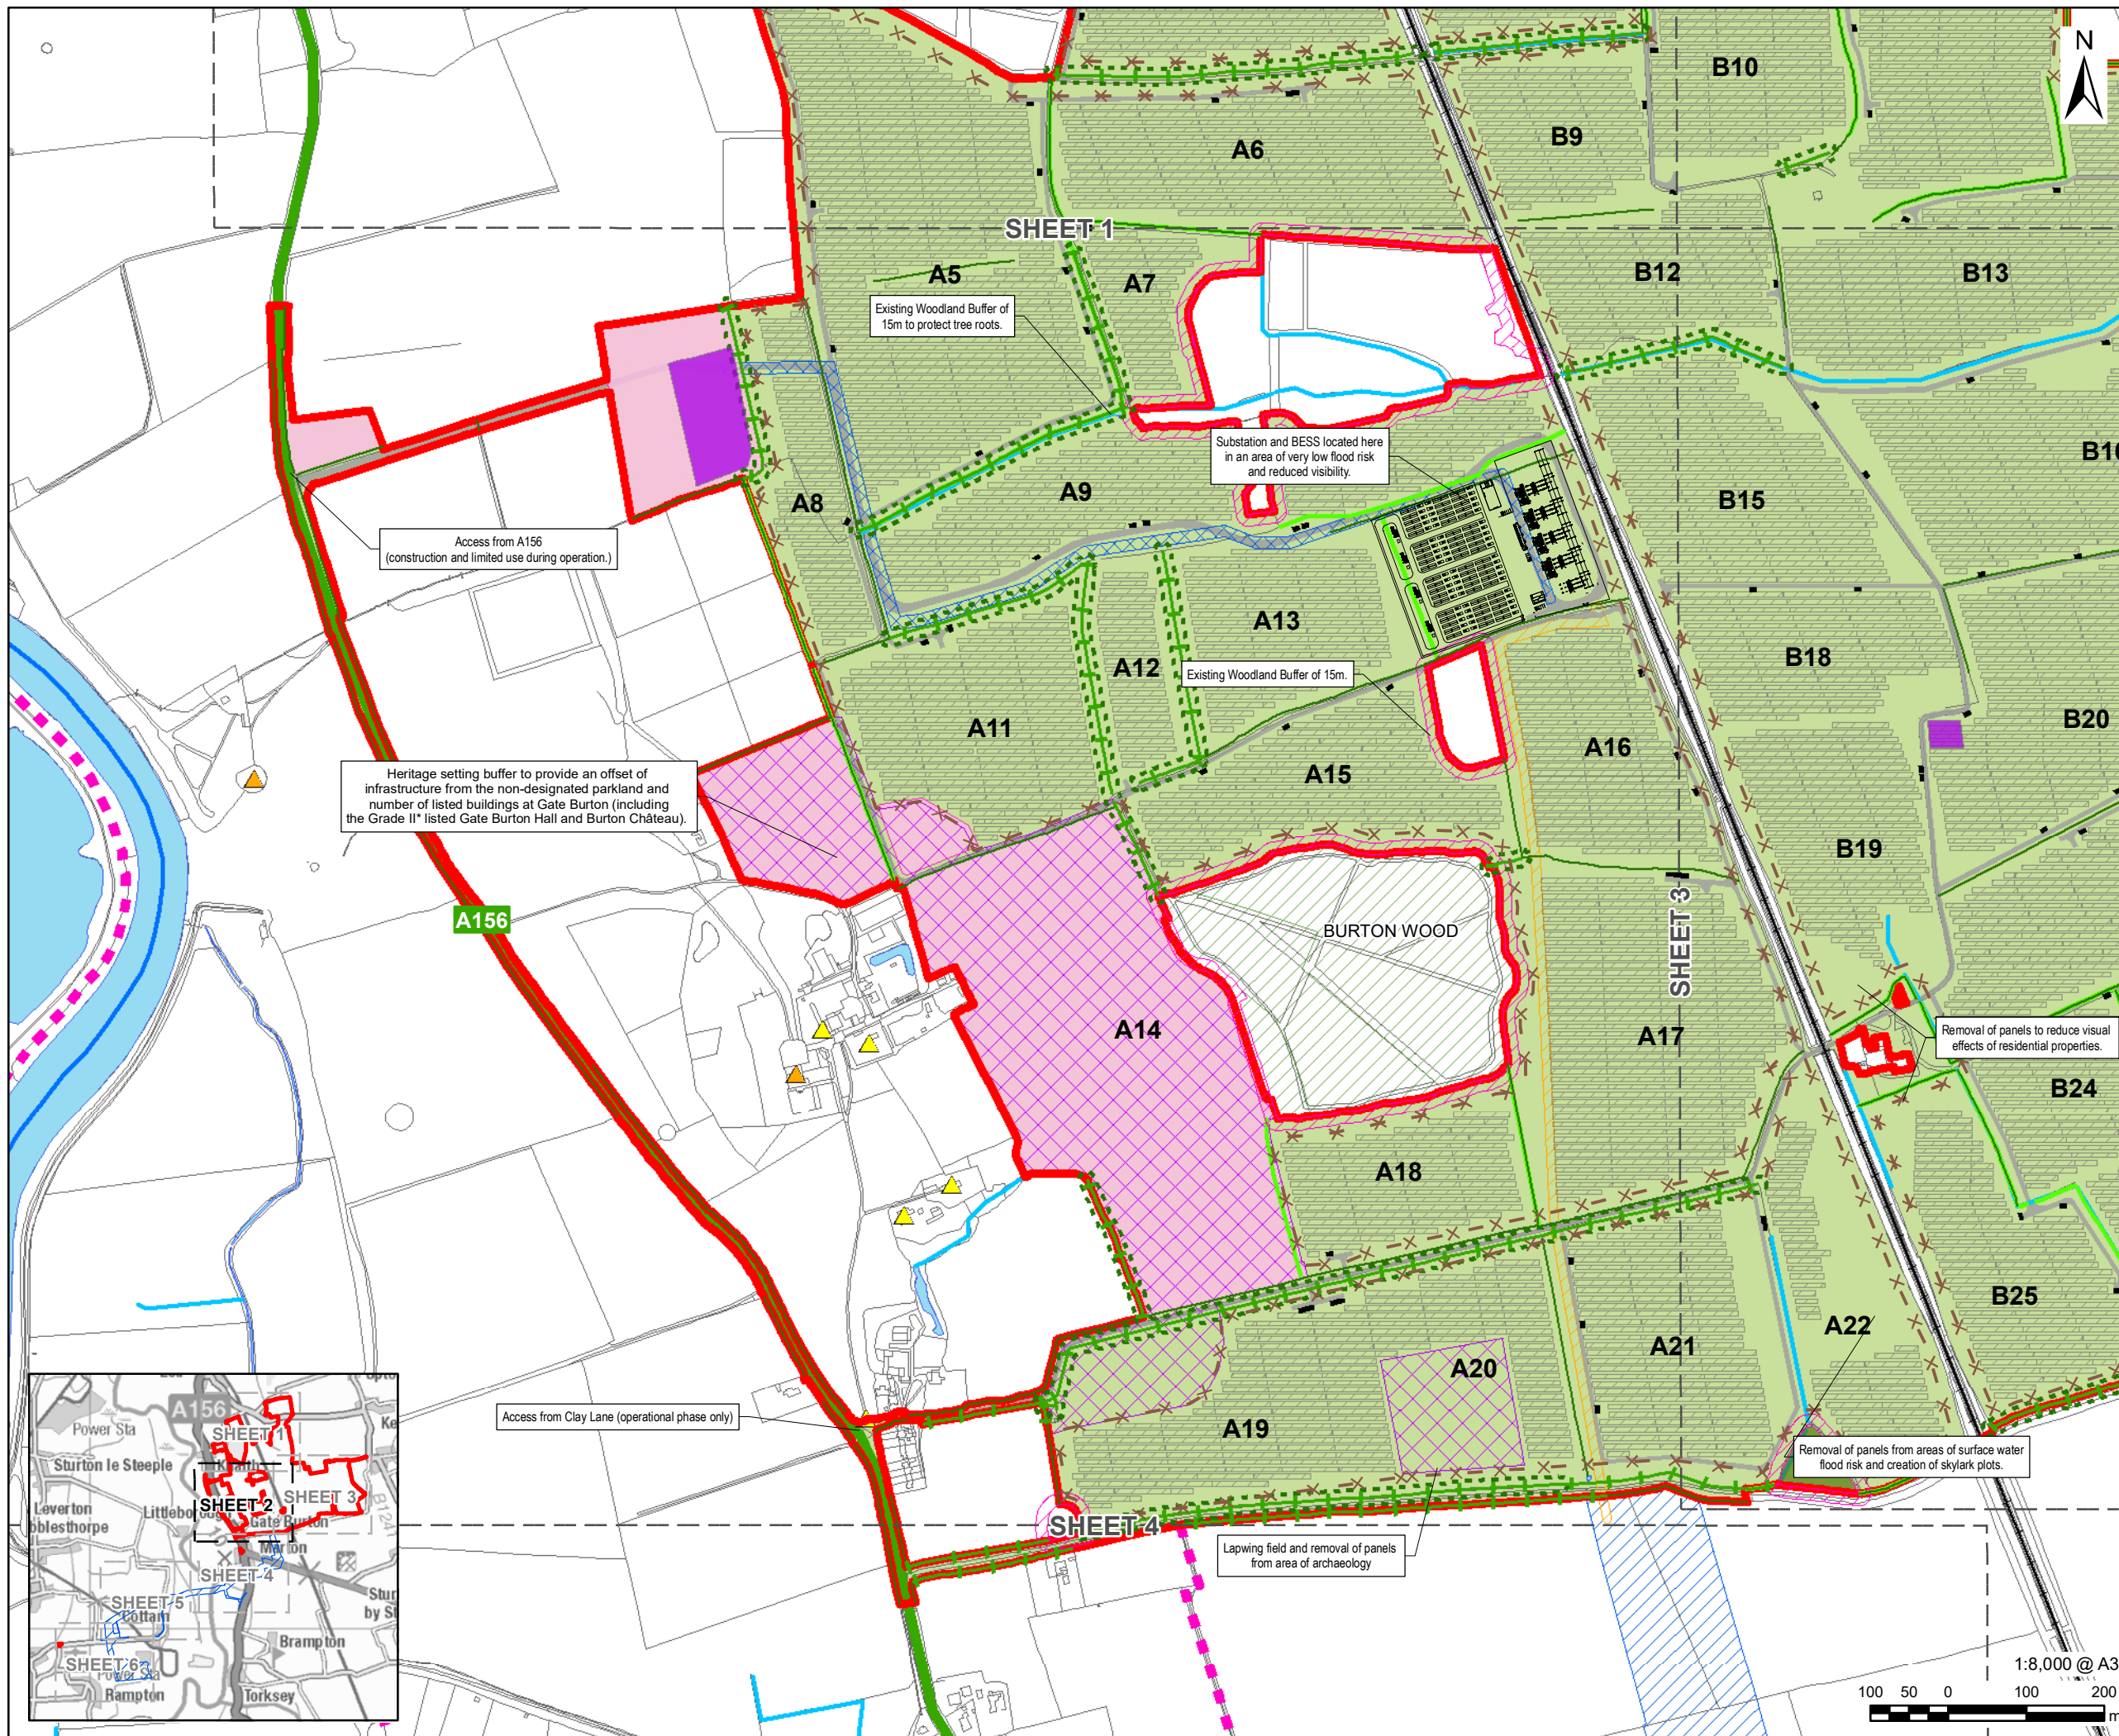 N
B10
B9
A6
SHEET 1
A5
A7
B12
B13
Existing Woodland Buffer of
15m to protect tree roots.
Substation and BESS located here
in an area of very low flood risk
and reduced visibility.
A8
A9
B15
Access from A156
(construction and limited use during operation.)
A13
A12
Existing Woodland Buffer of 15m.
B18
A11
A16
B20
A15
Heritage setting buffer to provide an offset of
infrastructure from the non-designated parkland and
number of listed buildings at Gate Burton (including
the Grade II* listed Gate Burton Hall and Burton Château).
B19
A156
BURTON WOOD
SHEET 3
A14
A17
Removal of panels to reduce visual
effects of residential properties.
B24
A18
B25
A22
A21
A20
A19
Access from Clay Lane (operational phase only)
Removal of panels from areas of surface water
flood risk and creation of skylark plots.
SHEET 4
Lapwing field and removal of panels
from area of archaeology
A156
Power Sta
SHEET 1
Sturton le Steeple
SHEET 2
SHEET 3
Leverton
Gate Burton
Marton
SHEET 4
SHEET 5
Cottam
Brampton
SHEET 6
Rampton
Torksey
1:8,000 @ A3
100 50 0 100 200
m